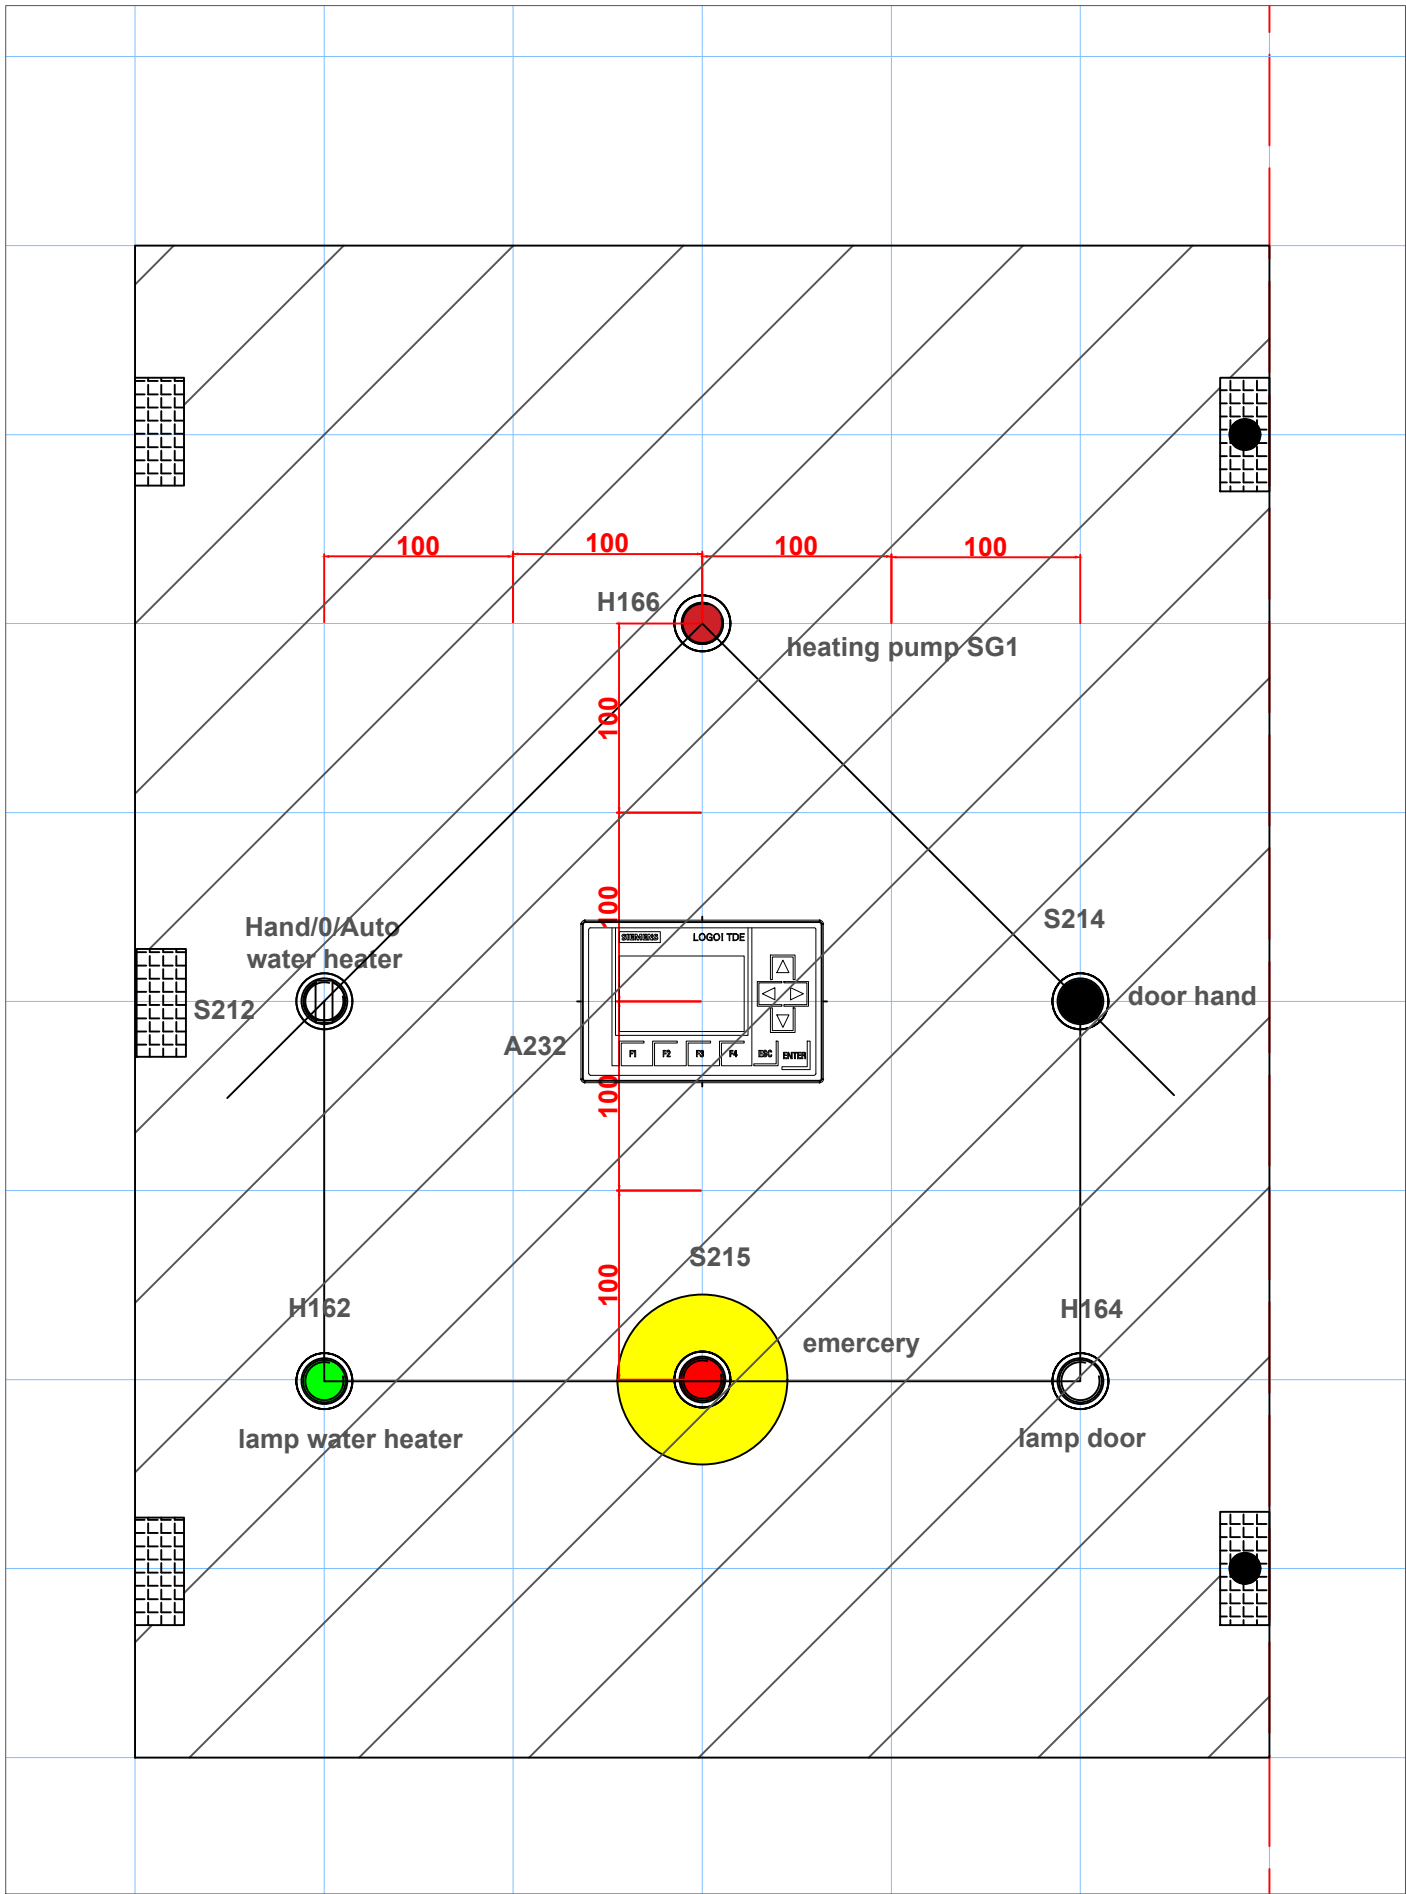 100
100
100
100
H166
heating pump SG1
100
100
Hand/0/Auto
water heater
S212
S214
door hand
SIEMENS
LOGO! TDE
A232
F1
F2
F3
F4
ESC
ENTER
100
S215
100
H162
H164
emercery
lamp water heater
lamp door